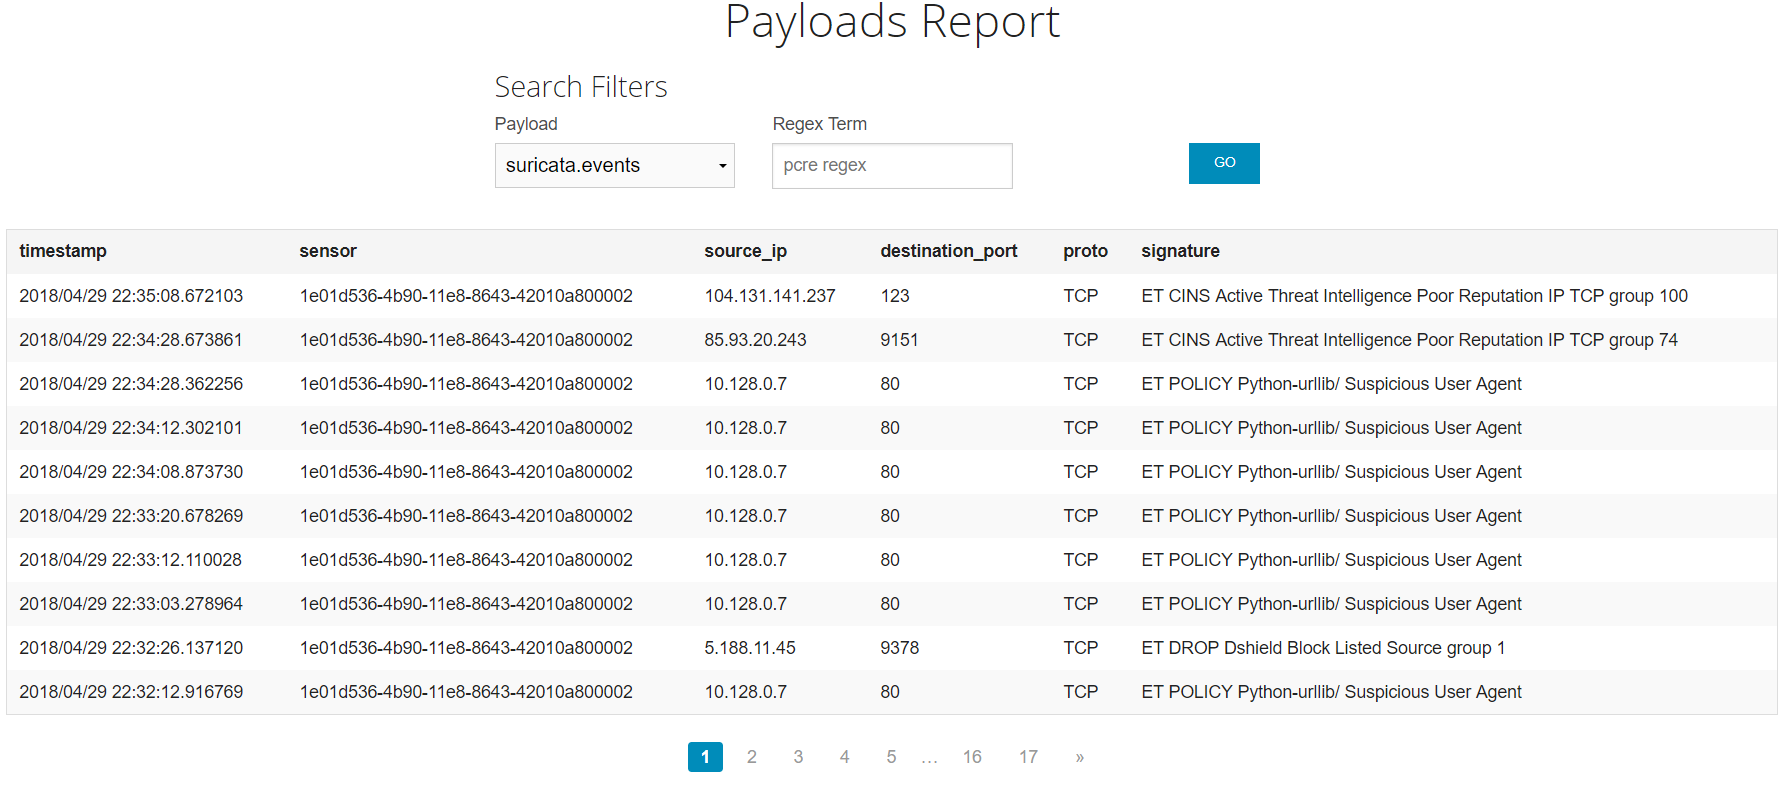 Payloads Report
Search Filters
Payload Regex Term
suricata.events pcre regex GO
timestamp sensor source_ip destination_port proto signature
2018/04/29 22:35:08.672103 1e01d536-4b90-11e8-8643-42010a800002 104.131.141.237 123 TCP ET CINS Active Threat Intelligence Poor Reputation IP TCP group 100
2018/04/29 22:34:28.673861 1e01d536-4b90-11e8-8643-42010a800002 85.93.20.243 9151 TCP ET CINS Active Threat Intelligence Poor Reputation IP TCP group 74
2018/04/29 22:34:28.362256 1e01d536-4b90-11e8-8643-42010a800002 10.128.0.7 80 TCP ET POLICY Python-urllib/ Suspicious User Agent
2018/04/29 22:34:12.302101 1e01d536-4b90-11e8-8643-42010a800002 10.128.0.7 80 TCP ET POLICY Python-urllib/ Suspicious User Agent
2018/04/29 22:34:08.873730 1e01d536-4b90-11e8-8643-42010a800002 10.128.0.7 80 TCP ET POLICY Python-urllib/ Suspicious User Agent
2018/04/29 22:33:20.678269 1e01d536-4b90-11e8-8643-42010a800002 10.128.0.7 80 TCP ET POLICY Python-urllib/ Suspicious User Agent
2018/04/29 22:33:12.110028 1e01d536-4b90-11e8-8643-42010a800002 10.128.0.7 80 TCP ET POLICY Python-urllib/ Suspicious User Agent
2018/04/29 22:33:03.278964 1e01d536-4b90-11e8-8643-42010a800002 10.128.0.7 80 TCP ET POLICY Python-urllib/ Suspicious User Agent
2018/04/29 22:32:26.137120 1e01d536-4b90-11e8-8643-42010a800002 5.188.11.45 9378 TCP ET DROP Dshield Block Listed Source group 1
2018/04/29 22:32:12.916769 1e01d536-4b90-11e8-8643-42010a800002 10.128.0.7 80 TCP ET POLICY Python-urllib/ Suspicious User Agent
1 2 3 4 5 … 16 17 »